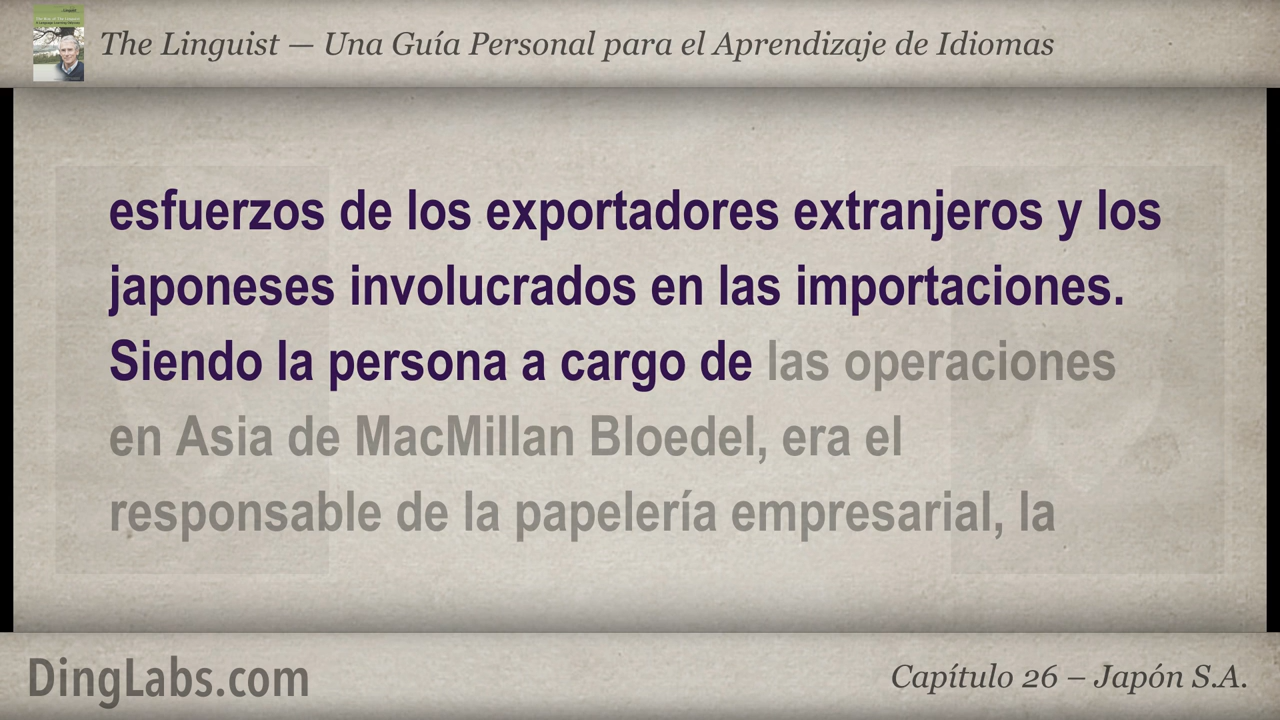 The Linguist — Una Guía Personal para el Aprendizaje de Idiomas
esfuerzos de los exportadores extranjeros y los
japoneses involucrados en las importaciones.
Siendo la persona a cargo de las operaciones
en Asia de MacMillan Bloedel, era el
responsable de la papelería empresarial, la
DingLabs.com
Capítulo 26 – Japón S.A.